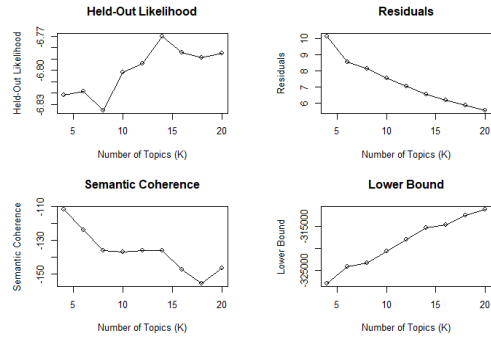 Held-Out Likelihood
Held-Out Likelihood
-6.77
-6.80
-6.83
5 10 15 20
Number of Topics (K)
Residuals
Residuals
10
9
8
7
6
5 10 15 20
Number of Topics (K)
Semantic Coherence
Semantic Coherence
-110
-130
-150
5 10 15 20
Number of Topics (K)
Lower Bound
Lower Bound
-315000
-325000
5 10 15 20
Number of Topics (K)